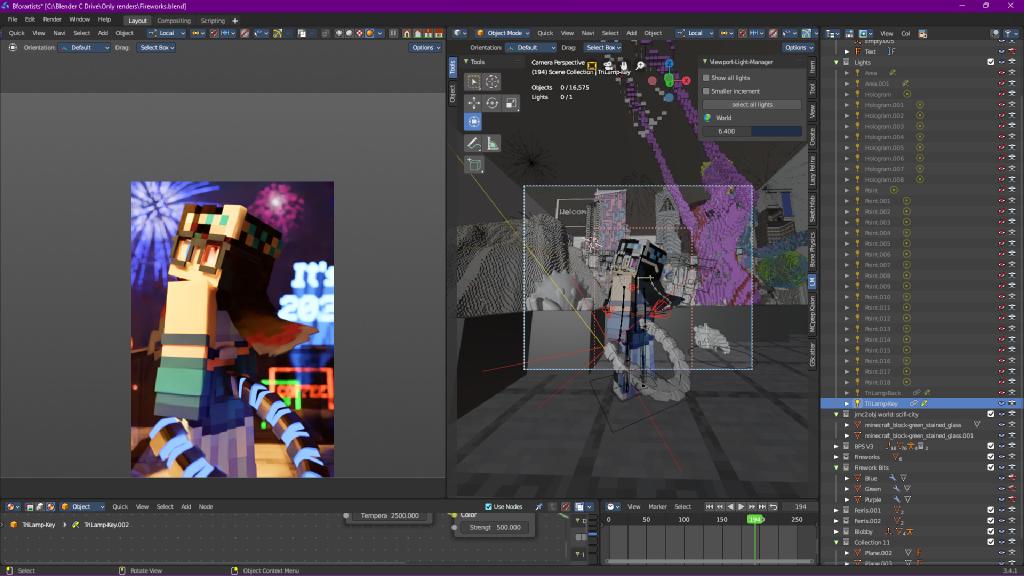 Bforartists* [C:\Blender C Drive\Only renders\Fireworks.blend]
File Edit Render Window Help Layout Compositing Scripting
Quick View Navi Select Add Object Local
Object Mode Quick View Navi Select Add Object Local
View Col
Orientation: Default Drag: Select Box Options
Orientation: Default Drag: Select Box Options
Tools
Object
Tools
Camera Perspective
(194) Scene Collection | TriLamp-Key
Objects 0/16,575
Lights 0/1
Viewport-Light-Manager
Show all lights
Smaller increment
select all lights
World
6.400
Item
Tool
View
Create
Sketchfab
Bone Physics
LM
GScatter
Welcom
It's
202
Text
Lights
Area
Area.001
Hologram
Hologram.001
Hologram.002
Hologram.003
Hologram.004
Hologram.005
Hologram.006
Hologram.007
Hologram.008
Point
Point.001
Point.002
Point.003
Point.004
Point.005
Point.006
Point.007
Point.008
Point.009
Point.010
Point.011
Point.012
Point.013
Point.014
Point.015
Point.016
Point.017
Point.018
TriLamp-Back
TriLamp-Key
jmc2obj world: scifi-city
minecraft_block-green_stained_glass
minecraft_block-green_stained_glass.001
BPS V3
Fireworks
Firework Bits
Blue
Green
Purple
Ferris.001
Ferris.002
Blobby
Collection 11
Plane.002
Object Quick View Select Add Node Use Nodes
TriLamp-Key TriLamp-Key.002
Tempera 2500.000
Color
Strengt 500.000
View Marker Select 194
0 50 100 150 194 250
Select Rotate View Object Context Menu 3.4.1